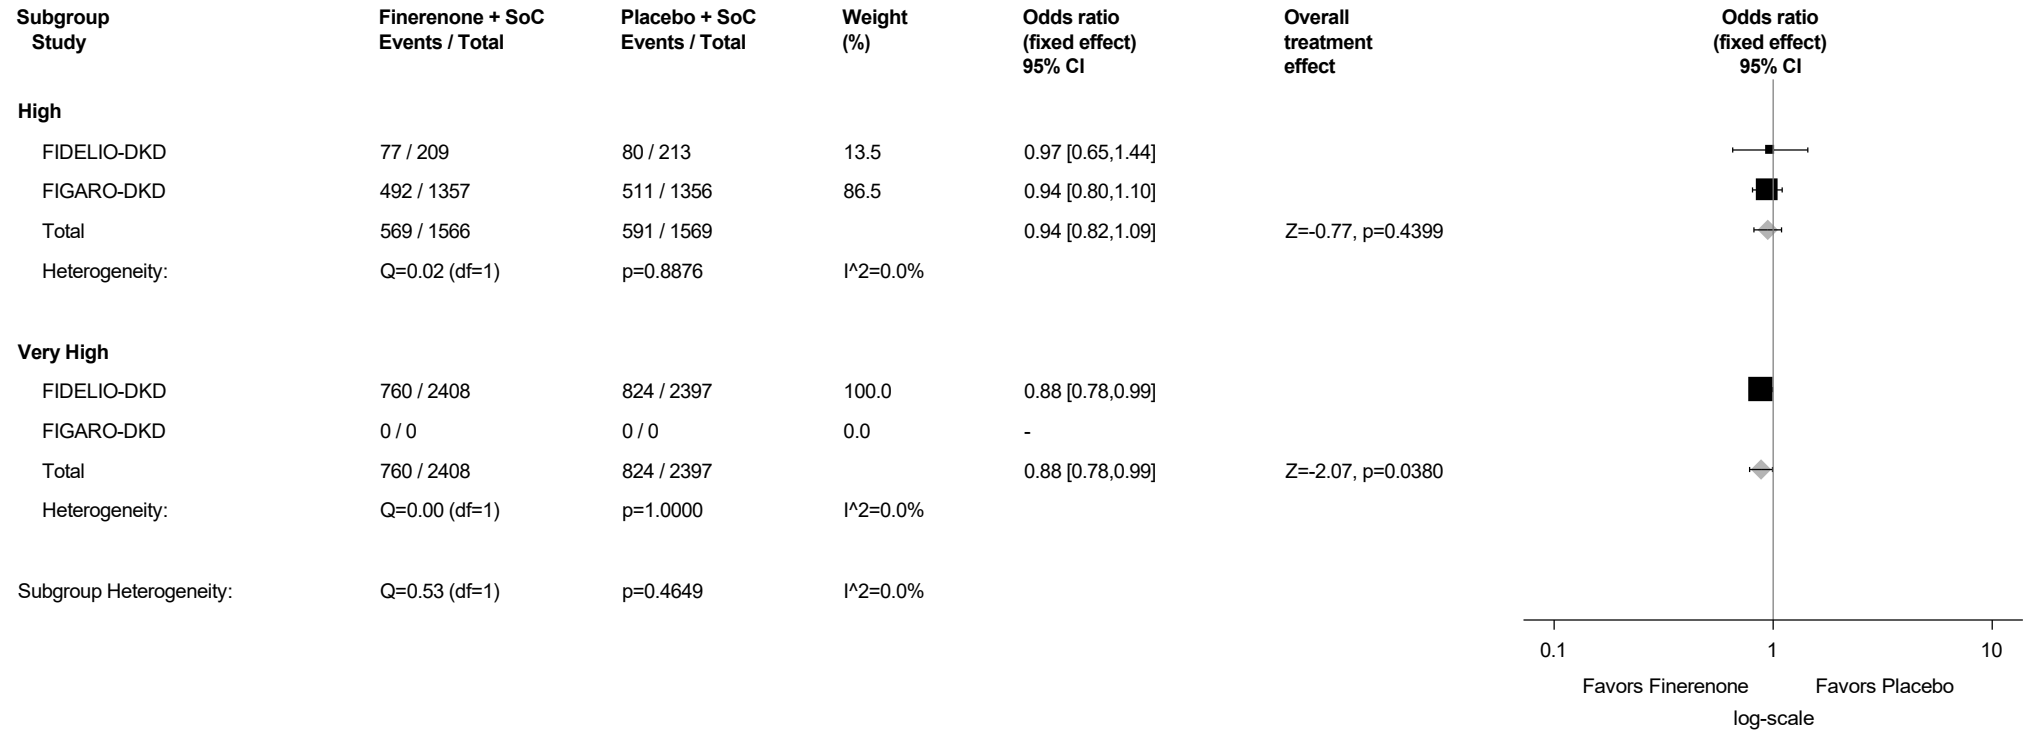 Subgroup Finerenone + SoC Placebo + SoC Weight Odds ratio Overall Odds ratio
Study Events / Total Events / Total (%) (fixed effect) treatment (fixed effect)
95% CI effect 95% CI
High
FIDELIO-DKD 77 / 209 80 / 213 13.5 0.97 [0.65,1.44]
FIGARO-DKD 492 / 1357 511 / 1356 86.5 0.94 [0.80,1.10]
Total 569 / 1566 591 / 1569 0.94 [0.82,1.09] Z=-0.77, p=0.4399
Heterogeneity: Q=0.02 (df=1) p=0.8876 I^2=0.0%
Very High
FIDELIO-DKD 760 / 2408 824 / 2397 100.0 0.88 [0.78,0.99]
FIGARO-DKD 0 / 0 0 / 0 0.0 -
Total 760 / 2408 824 / 2397 0.88 [0.78,0.99] Z=-2.07, p=0.0380
Heterogeneity: Q=0.00 (df=1) p=1.0000 I^2=0.0%
Subgroup Heterogeneity: Q=0.53 (df=1) p=0.4649 I^2=0.0%
0.1 1 10
Favors Finerenone Favors Placebo
log-scale